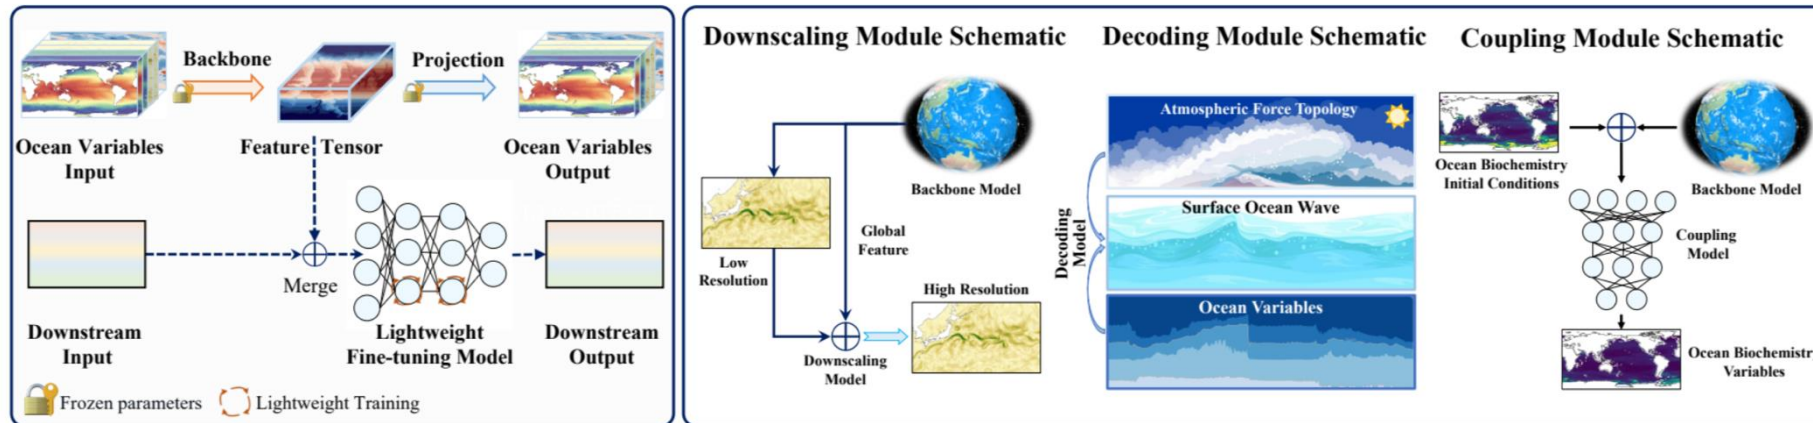 Backbone
Projection
Ocean Variables
Input
Feature Tensor
Ocean Variables
Output
Merge
Downstream
Input
Lightweight
Fine-tuning Model
Downstream
Output
Frozen parameters
Lightweight Training
Downscaling Module Schematic
Backbone Model
Low
Resolution
Global
Feature
High Resolution
Downscaling
Model
Decoding Module Schematic
Atmospheric Force Topology
Surface Ocean Wave
Decoding
Model
Ocean Variables
Coupling Module Schematic
Ocean Biochemistry
Initial Conditions
Backbone Model
Coupling
Model
Ocean Biochemistry
Variables